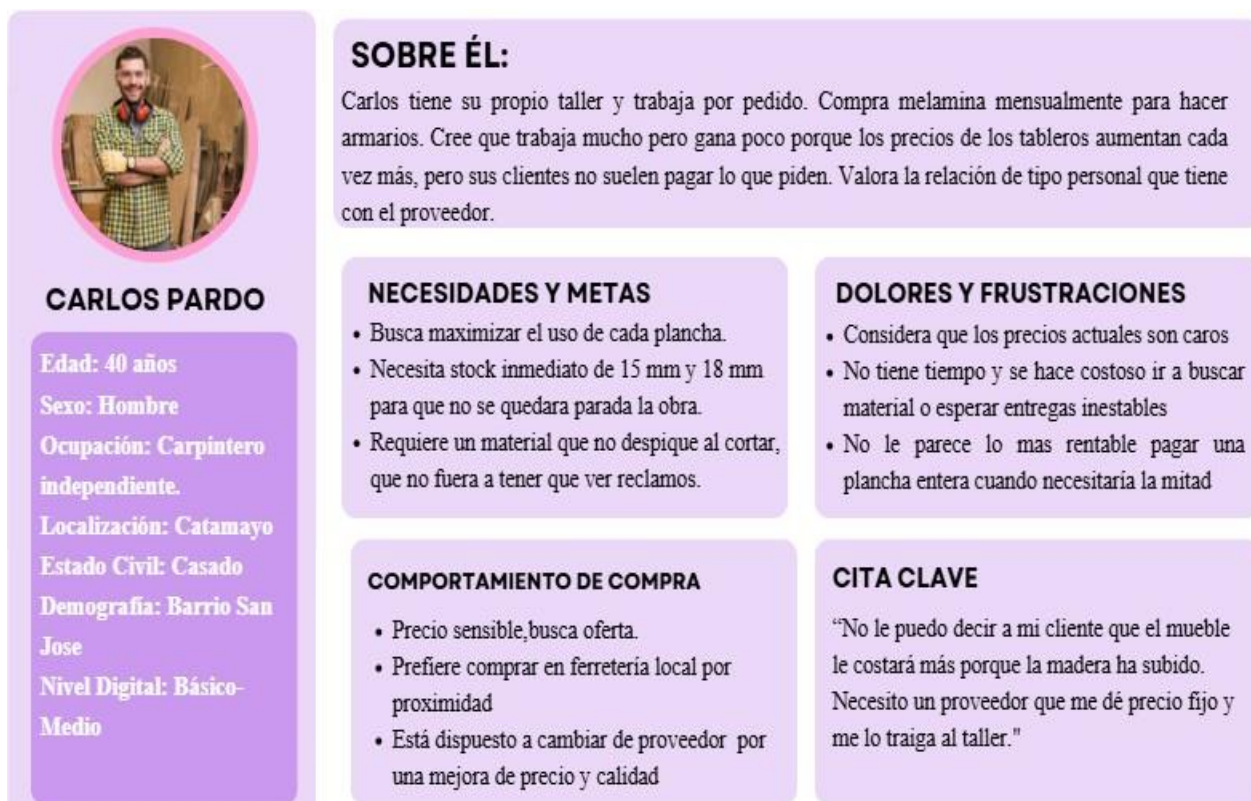 CARLOS PARDO
Edad: 40 años
Sexo: Hombre
Ocupación: Carpintero
independiente.
Localización: Catamayo
Estado Civil: Casado
Demografía: Barrio San
Jose
Nivel Digital: Básico-
Medio
SOBRE ÉL:
Carlos tiene su propio taller y trabaja por pedido. Compra melamina mensualmente para hacer
armarios. Cree que trabaja mucho pero gana poco porque los precios de los tableros aumentan cada
vez más, pero sus clientes no suelen pagar lo que piden. Valora la relación de tipo personal que tiene
con el proveedor.
NECESIDADES Y METAS
• Busca maximizar el uso de cada plancha.
• Necesita stock inmediato de 15 mm y 18 mm
para que no se quedara parada la obra.
• Requiere un material que no despique al cortar,
que no fuera a tener que ver reclamos.
DOLORES Y FRUSTRACIONES
• Considera que los precios actuales son caros
• No tiene tiempo y se hace costoso ir a buscar
material o esperar entregas inestables
• No le parece lo mas rentable pagar una
plancha entera cuando necesitaría la mitad
COMPORTAMIENTO DE COMPRA
• Precio sensible,busca oferta.
• Prefiere comprar en ferretería local por
proximidad
• Está dispuesto a cambiar de proveedor por
una mejora de precio y calidad
CITA CLAVE
“No le puedo decir a mi cliente que el mueble
le costará más porque la madera ha subido.
Necesito un proveedor que me dé precio fijo y
me lo traiga al taller."